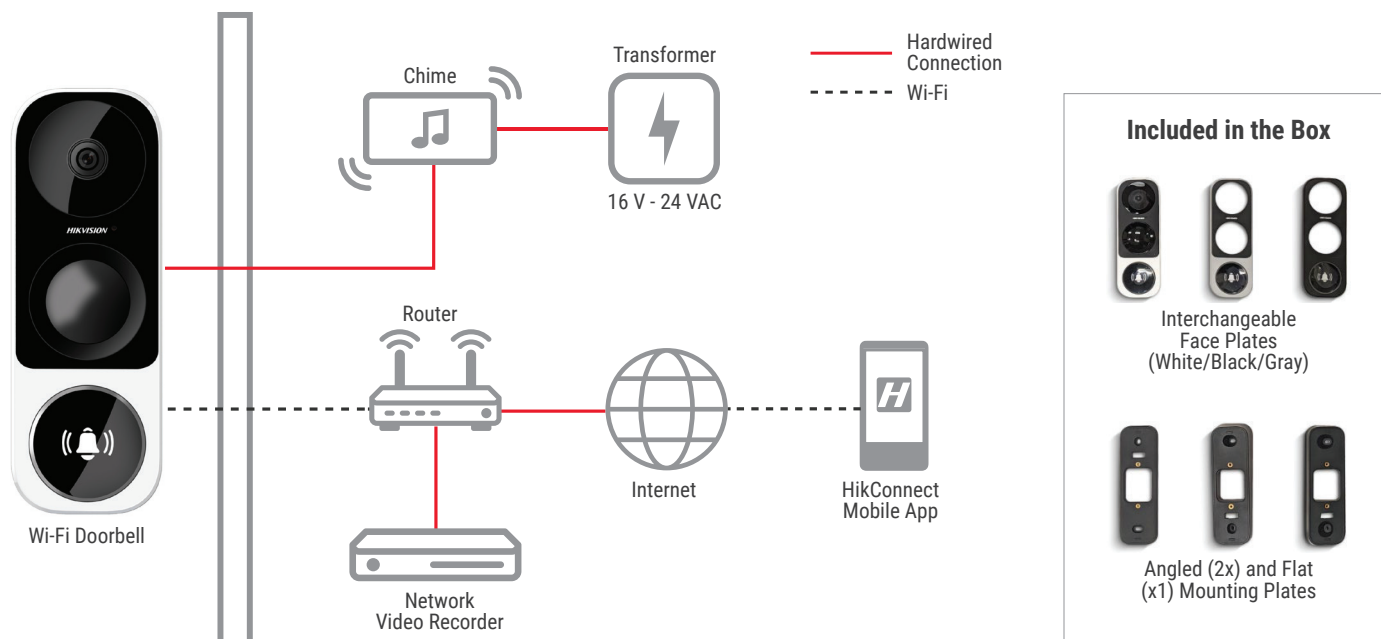 Hardwired
Connection
Wi-Fi
Transformer
Chime
16 V - 24 VAC
HIKVISION
Wi-Fi Doorbell
Router
Internet
HikConnect
Mobile App
Network
Video Recorder
Included in the Box
Interchangeable
Face Plates
(White/Black/Gray)
Angled (2x) and Flat
(x1) Mounting Plates